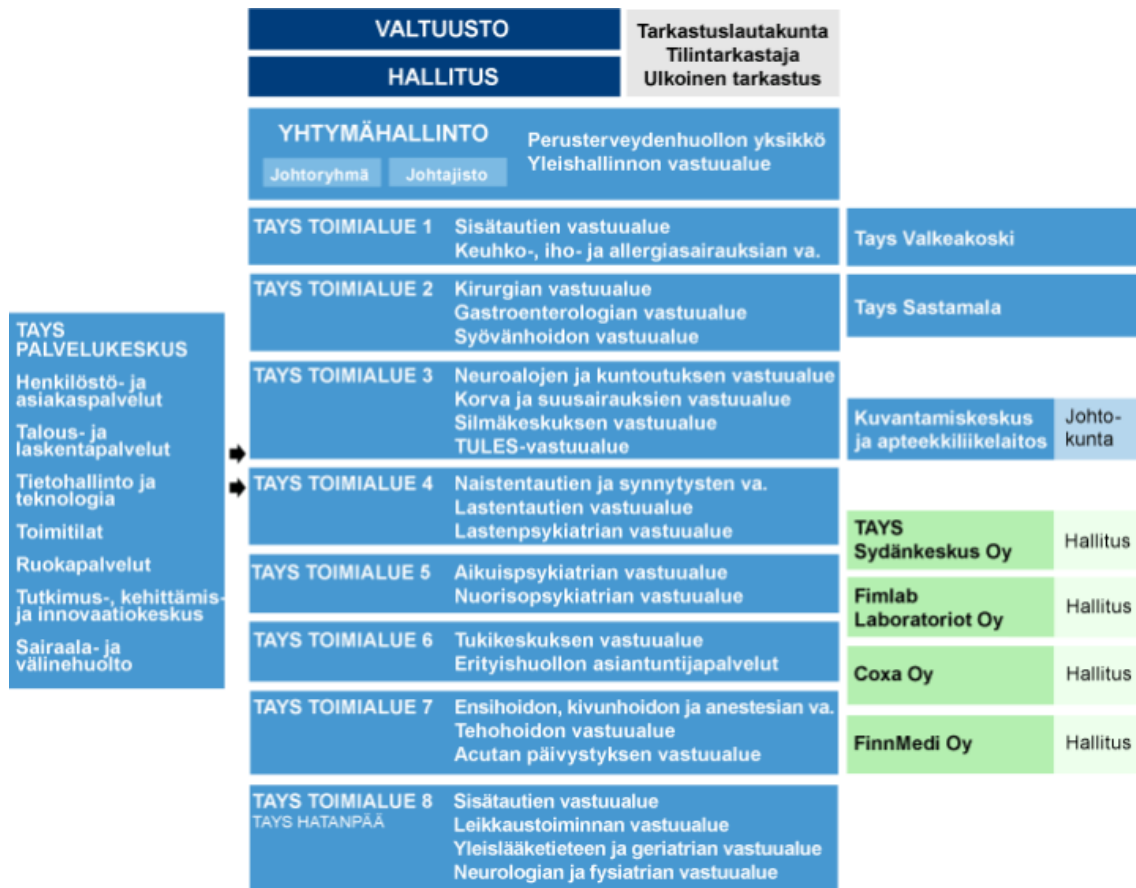 VALTUUSTO
HALLITUS
Tarkastuslautakunta
Tilintarkastaja
Ulkoinen tarkastus
YHTYMÄHALLINTO
Johtoryhmä
Johtajisto
Perusterveydenhuollon yksikkö
Yleishallinnon vastuualue
TAYS TOIMIALUE 1
Sisätautien vastuualue
Keuhko-, iho- ja allergiasairauksian va.
Tays Valkeakoski
TAYS TOIMIALUE 2
Kirurgian vastuualue
Gastroenterologian vastuualue
Syövänhoidon vastuualue
Tays Sastamala
TAYS
PALVELUKESKUS
Henkilöstö- ja
asiakaspalvelut
Talous- ja
laskentapalvelut
Tietohallinto ja
teknologia
Toimitilat
Ruokapalvelut
Tutkimus-, kehittämis-
ja innovaatiokeskus
Sairaala- ja
välinehuolto
TAYS TOIMIALUE 3
Neuroalojen ja kuntoutuksen vastuualue
Korva ja suusairauksien vastuualue
Silmäkeskuksen vastuualue
TULES-vastuualue
Kuvantamiskeskus
ja apteekkiliikelaitos
Johto-
kunta
TAYS TOIMIALUE 4
Naistentautien ja synnytysten va.
Lastentautien vastuualue
Lastenpsykiatrian vastuualue
TAYS
Sydänkeskus Oy
Hallitus
TAYS TOIMIALUE 5
Aikuispsykiatrian vastuualue
Nuorisopsykiatrian vastuualue
Fimlab
Laboratoriot Oy
Hallitus
TAYS TOIMIALUE 6
Tukikeskuksen vastuualue
Erityishuollon asiantuntijapalvelut
Coxa Oy
Hallitus
TAYS TOIMIALUE 7
Ensihoidon, kivunhoidon ja anestesian va.
Tehohoidon vastuualue
Acutan päivystyksen vastuualue
FinnMedi Oy
Hallitus
TAYS TOIMIALUE 8
TAYS HATANPÄÄ
Sisätautien vastuualue
Leikkaustoiminnan vastuualue
Yleislääketieteen ja geriatrian vastuualue
Neurologian ja fysiatrian vastuualue